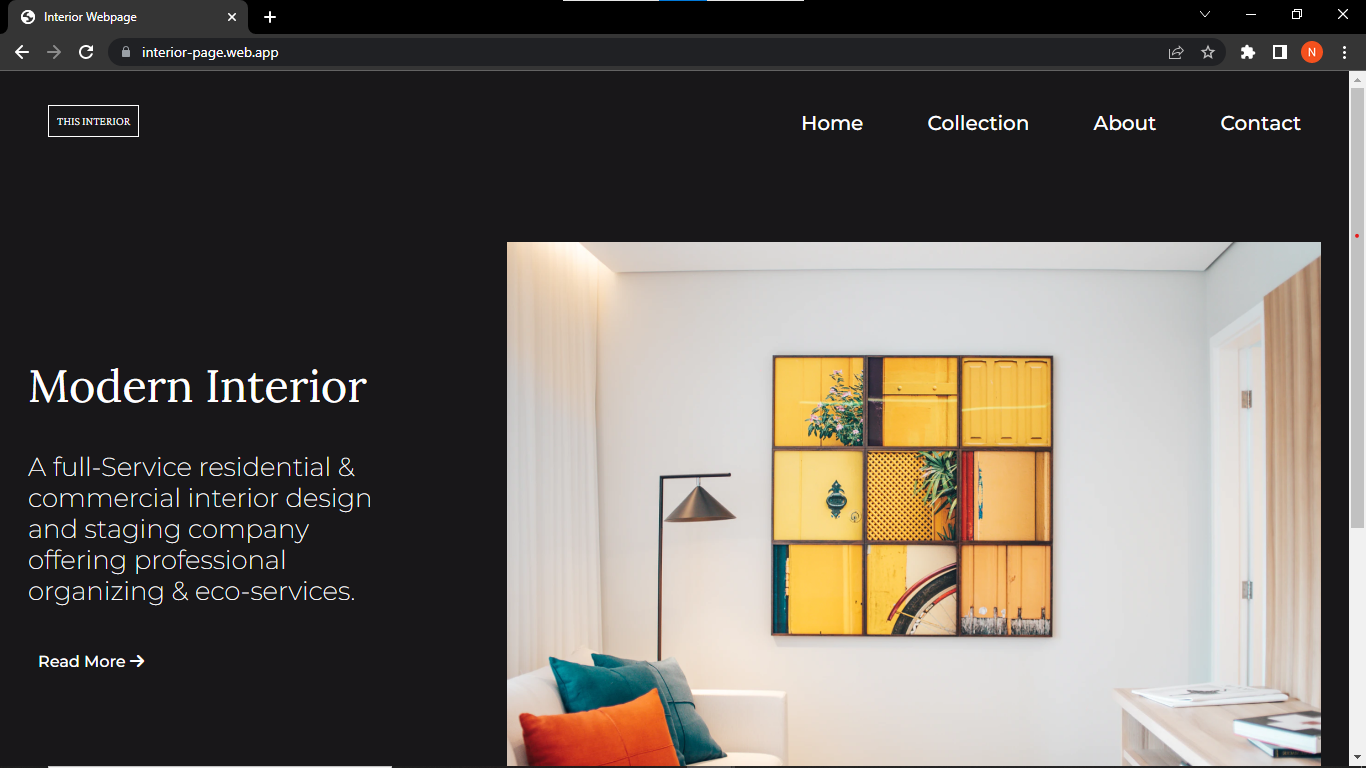 Interior Webpage
interior-page.web.app
N
THIS INTERIOR
Home Collection About Contact
Modern Interior
A full-Service residential &
commercial interior design
and staging company
offering professional
organizing & eco-services.
Read More